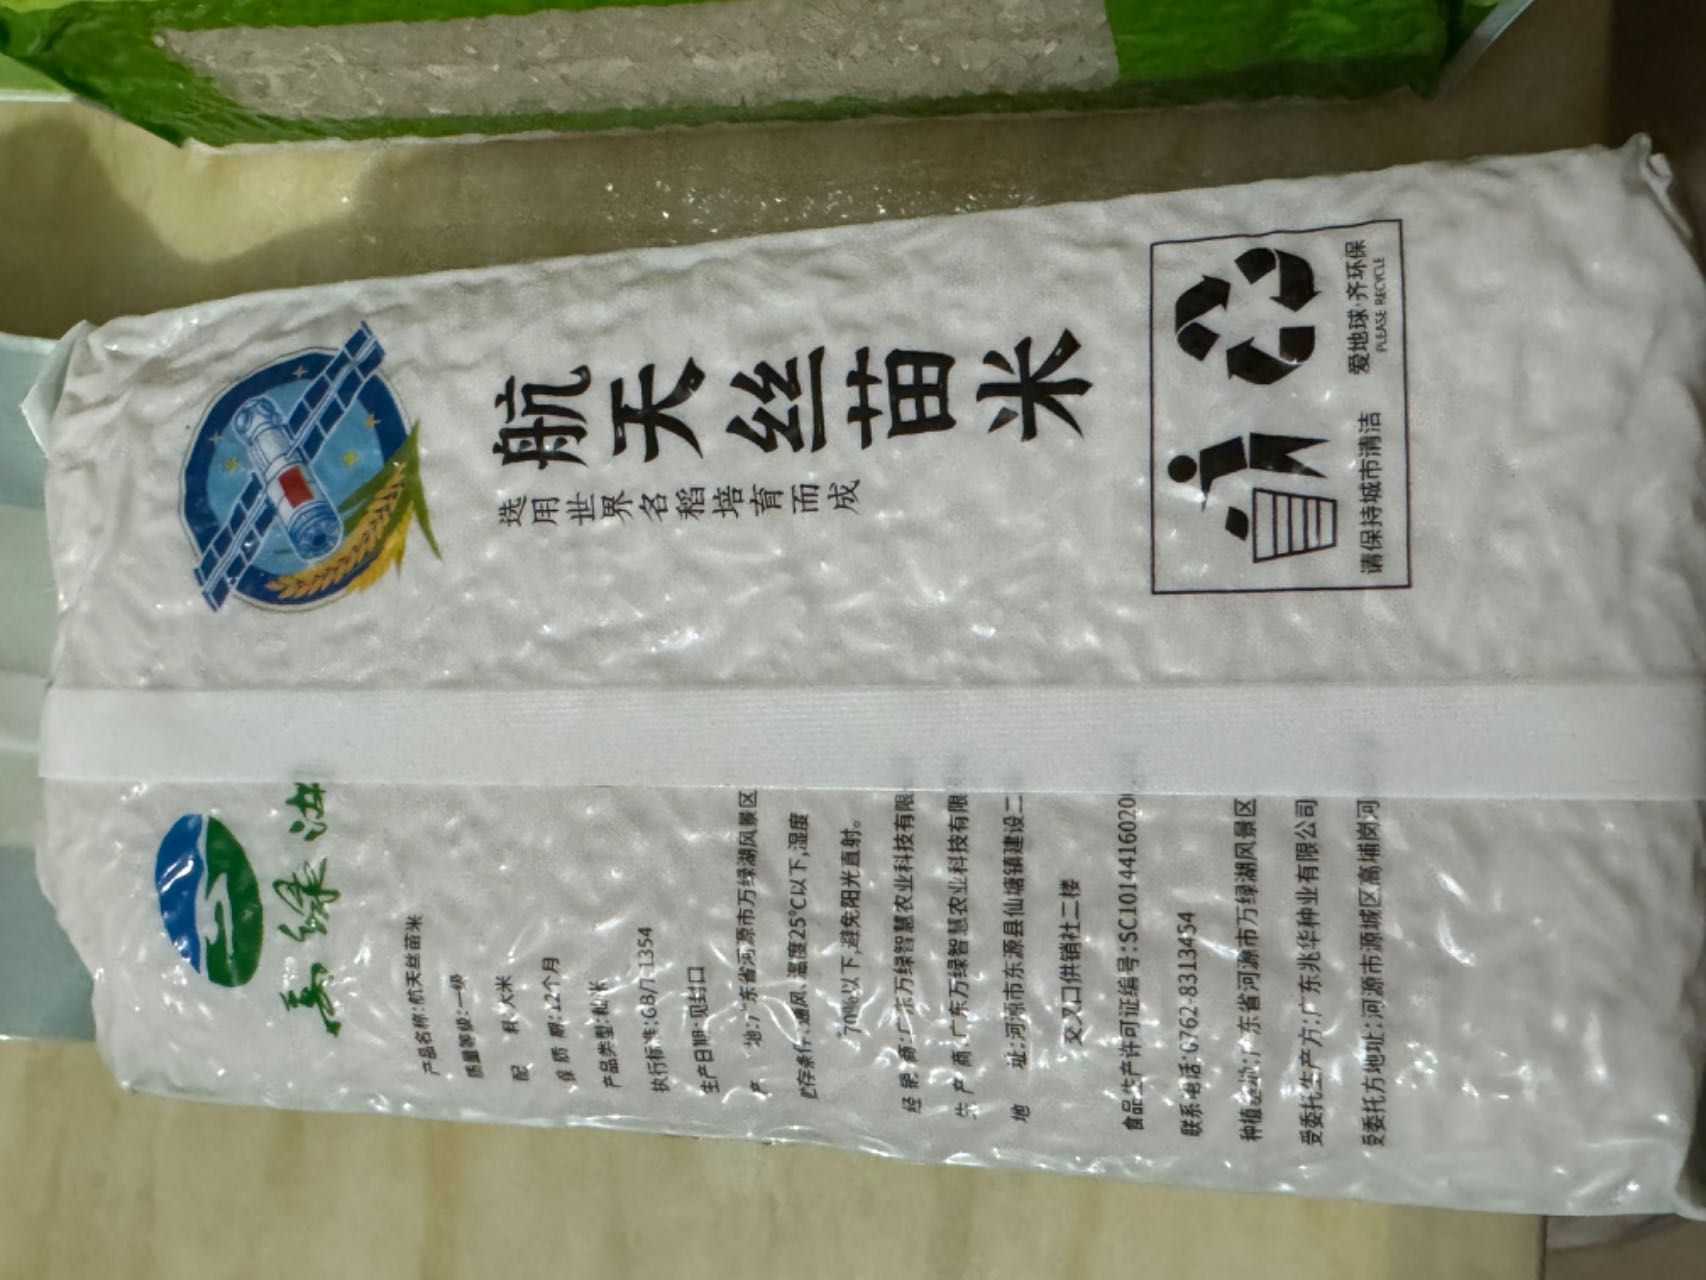 万绿湖
产品名称:航天丝苗米
质量等级:一级
配 料:大米
保 质 期:12个月
产品类型:籼米
执行标准:GB/T 1354
生产日期:见封口
产 地:广东省河源市万绿湖风景区
贮存条件:通风、温度25℃以下,湿度
70%以下,避免阳光直射。
经 销 商:广东万绿智慧农业科技有限
生 产 商:广东万绿智慧农业科技有限
地 址:河源市东源县仙塘镇建设二
交叉口供销社二楼
食品生产许可证编号:SC1014416020
联系电话:0762-8313454
种植基地:广东省河源市万绿湖风景区
受委托生产方:广东兆华种业有限公司
受委托方地址:河源市源城区高埔岗河
航天丝苗米
选用世界名稻培育而成
请保持城市清洁
爱地球·齐环保
PLEASE RECYCLE